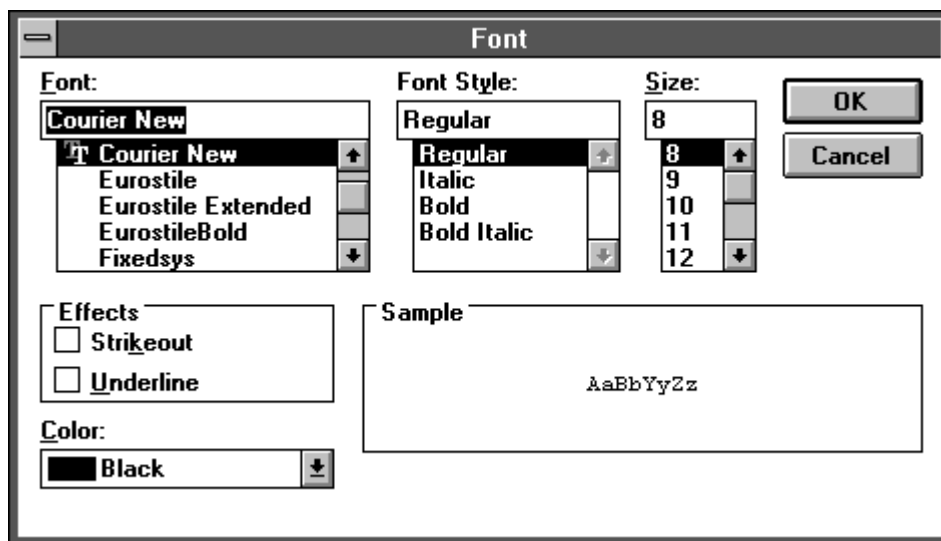 Font
Font:
Courier New
Courier New
Eurostile
Eurostile Extended
EurostileBold
Fixedsys
Font Style:
Regular
Regular
Italic
Bold
Bold Italic
Size:
8
8
9
10
11
12
OK
Cancel
Effects
Strikeout
Underline
Color:
Black
Sample
AaBbYyZz